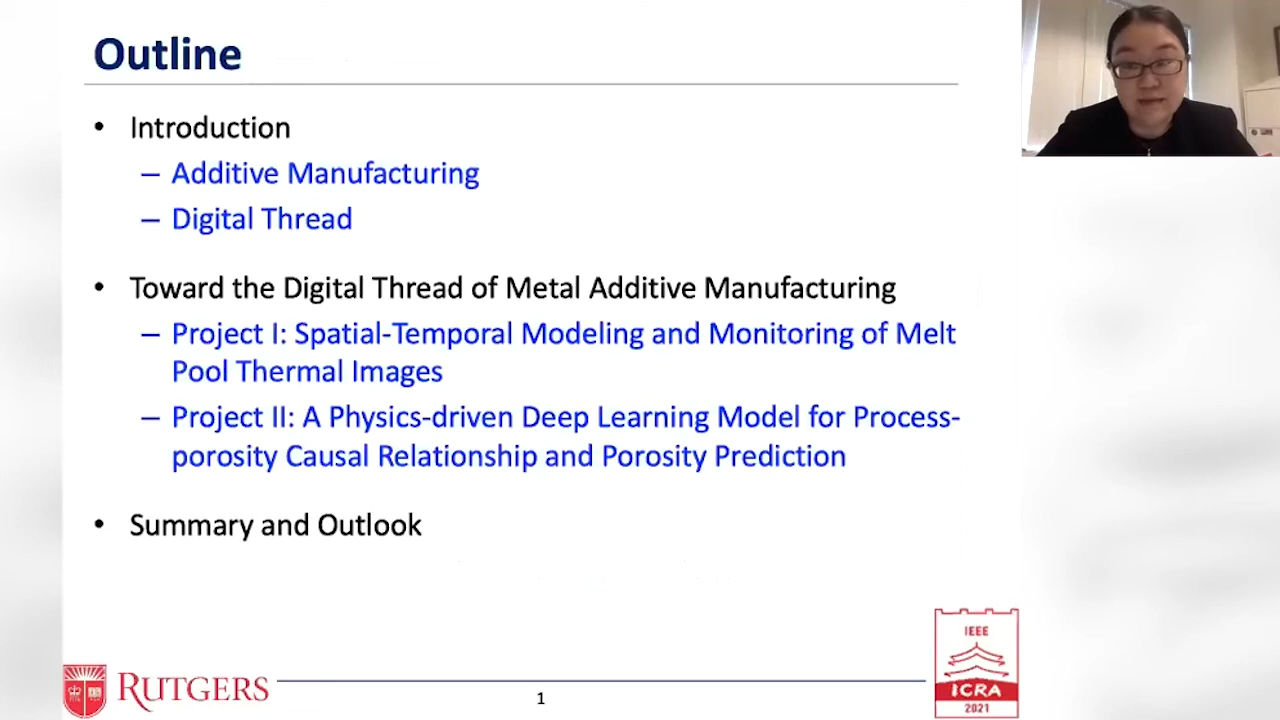 Outline
• Introduction
– Additive Manufacturing
– Digital Thread
• Toward the Digital Thread of Metal Additive Manufacturing
– Project I: Spatial-Temporal Modeling and Monitoring of Melt
Pool Thermal Images
– Project II: A Physics-driven Deep Learning Model for Process-
porosity Causal Relationship and Porosity Prediction
• Summary and Outlook
RUTGERS
1
IEEE
ICRA
2021